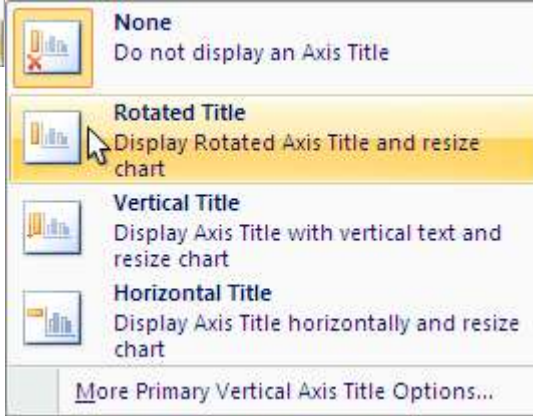 None
Do not display an Axis Title
Rotated Title
Display Rotated Axis Title and resize
chart
Vertical Title
Display Axis Title with vertical text and
resize chart
Horizontal Title
Display Axis Title horizontally and resize
chart
More Primary Vertical Axis Title Options...